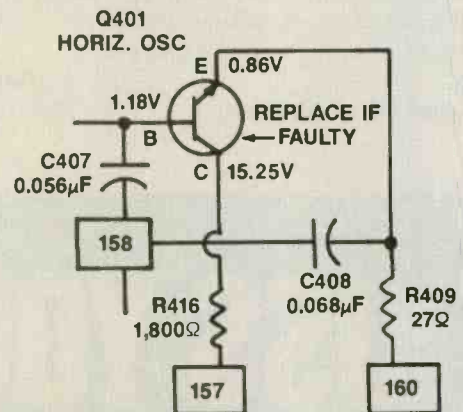 Q401
HORIZ. OSC
E
0.86V
1.18V
B
REPLACE IF
FAULTY
C
15.25V
C407
0.056µF
158
C408
0.068µF
R416
1,800Ω
R409
27Ω
157
160